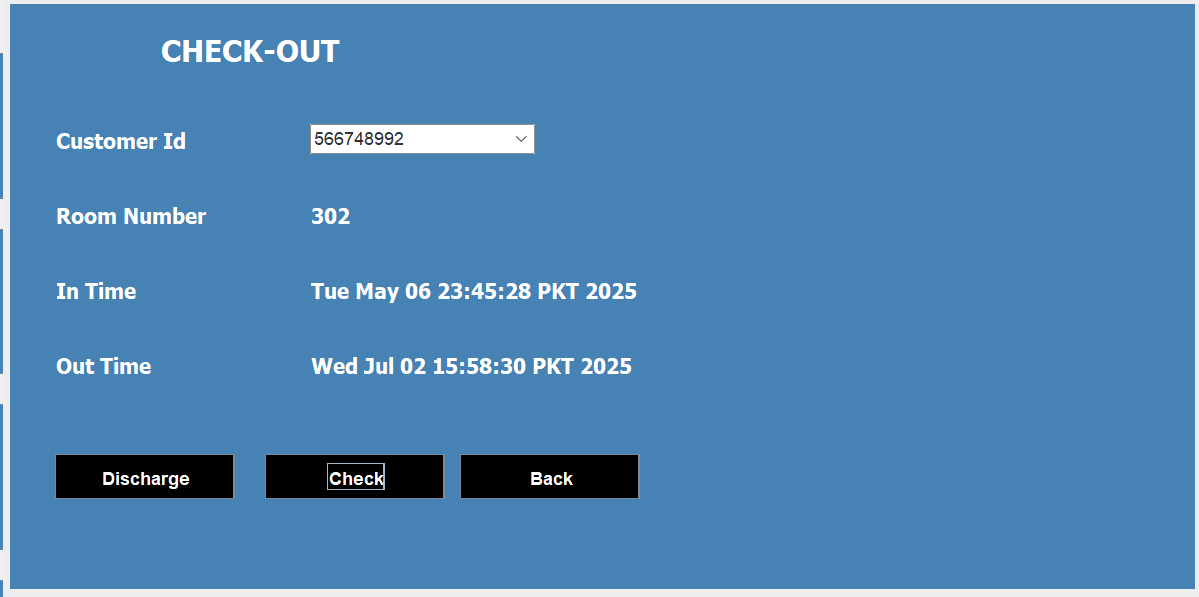 CHECK-OUT
Customer Id 566748992
Room Number 302
In Time Tue May 06 23:45:28 PKT 2025
Out Time Wed Jul 02 15:58:30 PKT 2025
Discharge Check Back